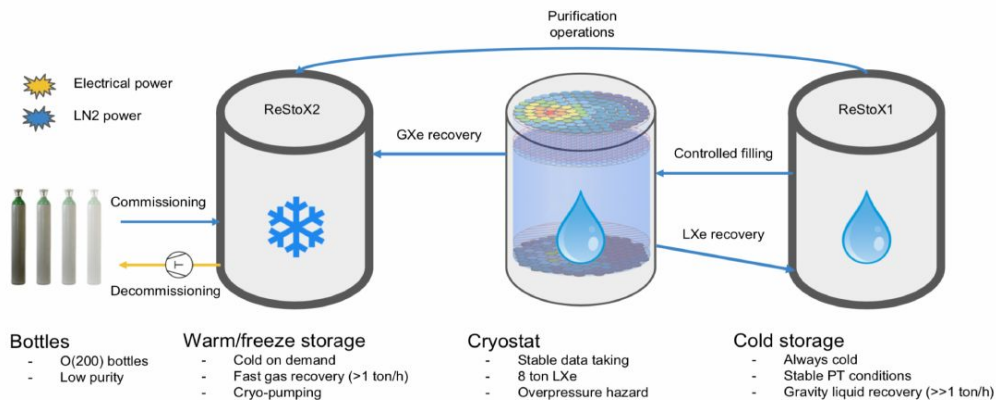 Purification
operations
Electrical power
LN2 power
ReStoX2
ReStoX1
GXe recovery
Controlled filling
Commissioning
LXe recovery
T
Decommissioning
Bottles
- O(200) bottles
- Low purity
Warm/freeze storage
- Cold on demand
- Fast gas recovery (>1 ton/h)
- Cryo-pumping
Cryostat
- Stable data taking
- 8 ton LXe
- Overpressure hazard
Cold storage
- Always cold
- Stable PT conditions
- Gravity liquid recovery (>>1 ton/h)